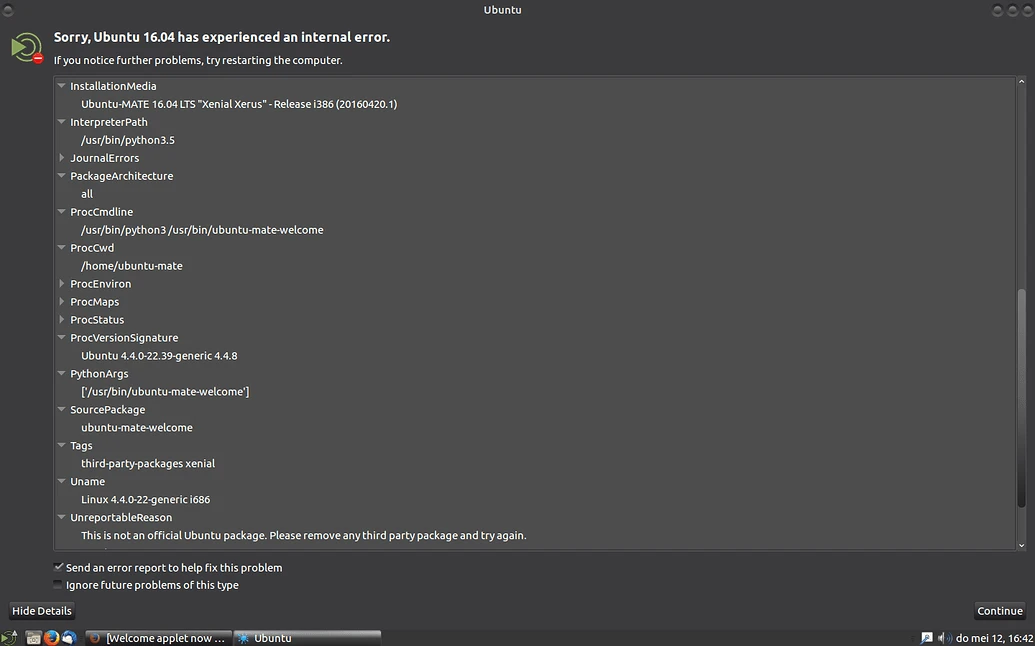 Ubuntu
Sorry, Ubuntu 16.04 has experienced an internal error.
If you notice further problems, try restarting the computer.
InstallationMedia
Ubuntu-MATE 16.04 LTS "Xenial Xerus" - Release i386 (20160420.1)
InterpreterPath
/usr/bin/python3.5
JournalErrors
PackageArchitecture
all
ProcCmdline
/usr/bin/python3 /usr/bin/ubuntu-mate-welcome
ProcCwd
/home/ubuntu-mate
ProcEnviron
ProcMaps
ProcStatus
ProcVersionSignature
Ubuntu 4.4.0-22.39-generic 4.4.8
PythonArgs
['/usr/bin/ubuntu-mate-welcome']
SourcePackage
ubuntu-mate-welcome
Tags
third-party-packages xenial
Uname
Linux 4.4.0-22-generic i686
UnreportableReason
This is not an official Ubuntu package. Please remove any third party package and try again.
Send an error report to help fix this problem
Ignore future problems of this type
Hide Details
Continue
[Welcome applet now ...
Ubuntu
do mei 12, 16:42